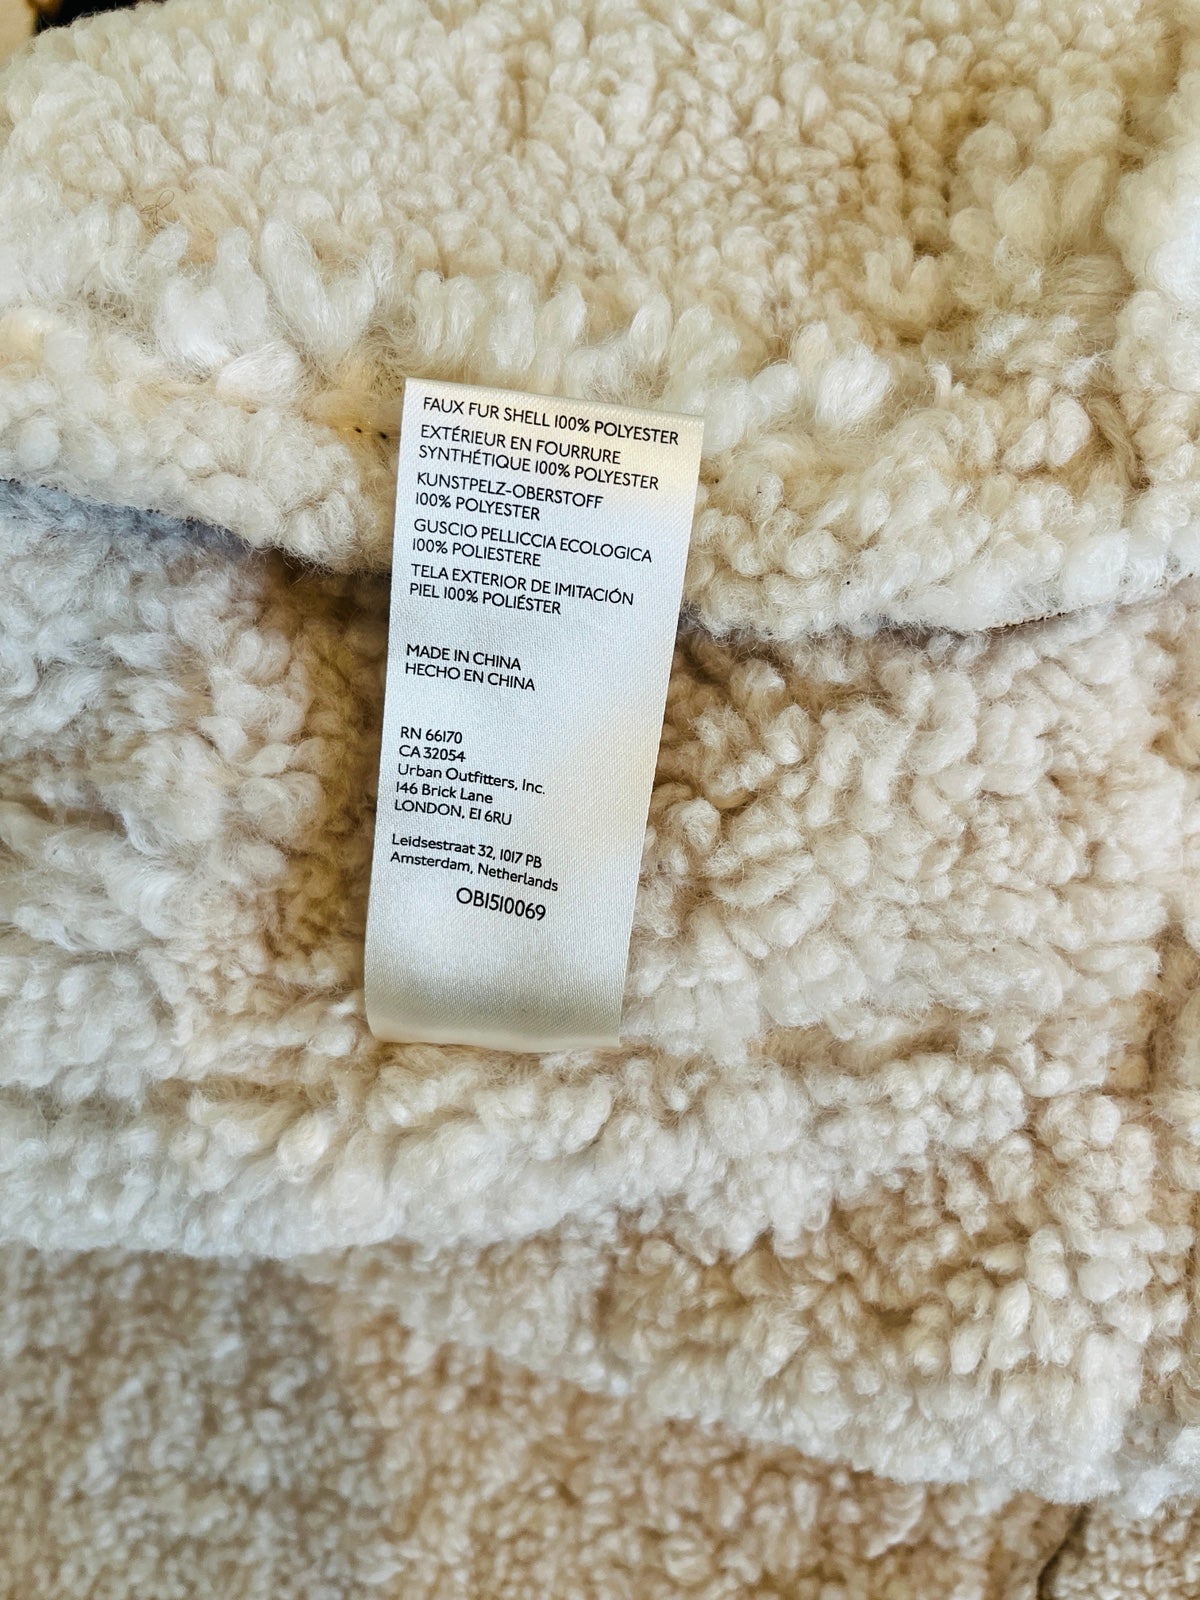 FAUX FUR SHELL 100% POLYESTER
EXTÉRIEUR EN FOURRURE
SYNTHÉTIQUE 100% POLYESTER
KUNSTPELZ-OBERSTOFF
100% POLYESTER
GUSCIO PELLICCIA ECOLOGICA
100% POLIESTERE
TELA EXTERIOR DE IMITACIÓN
PIEL 100% POLIÉSTER
MADE IN CHINA
HECHO EN CHINA
RN 66170
CA 32054
Urban Outfitters, Inc.
146 Brick Lane
LONDON, E1 6RU
Leidsestraat 32, 1017 PB
Amsterdam, Netherlands
OB1510069